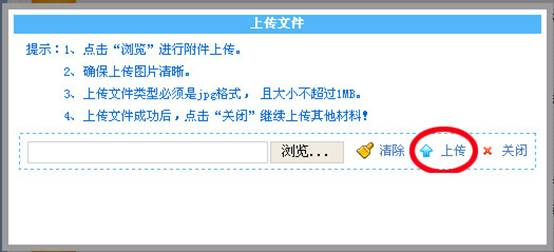 上传文件
提示：1、点击“浏览”进行附件上传。
2、确保上传图片清晰。
3、上传文件类型必须是jpg格式， 且大小不超过1MB。
4、上传文件成功后，点击“关闭”继续上传其他材料！
浏览... 清除 上传 关闭